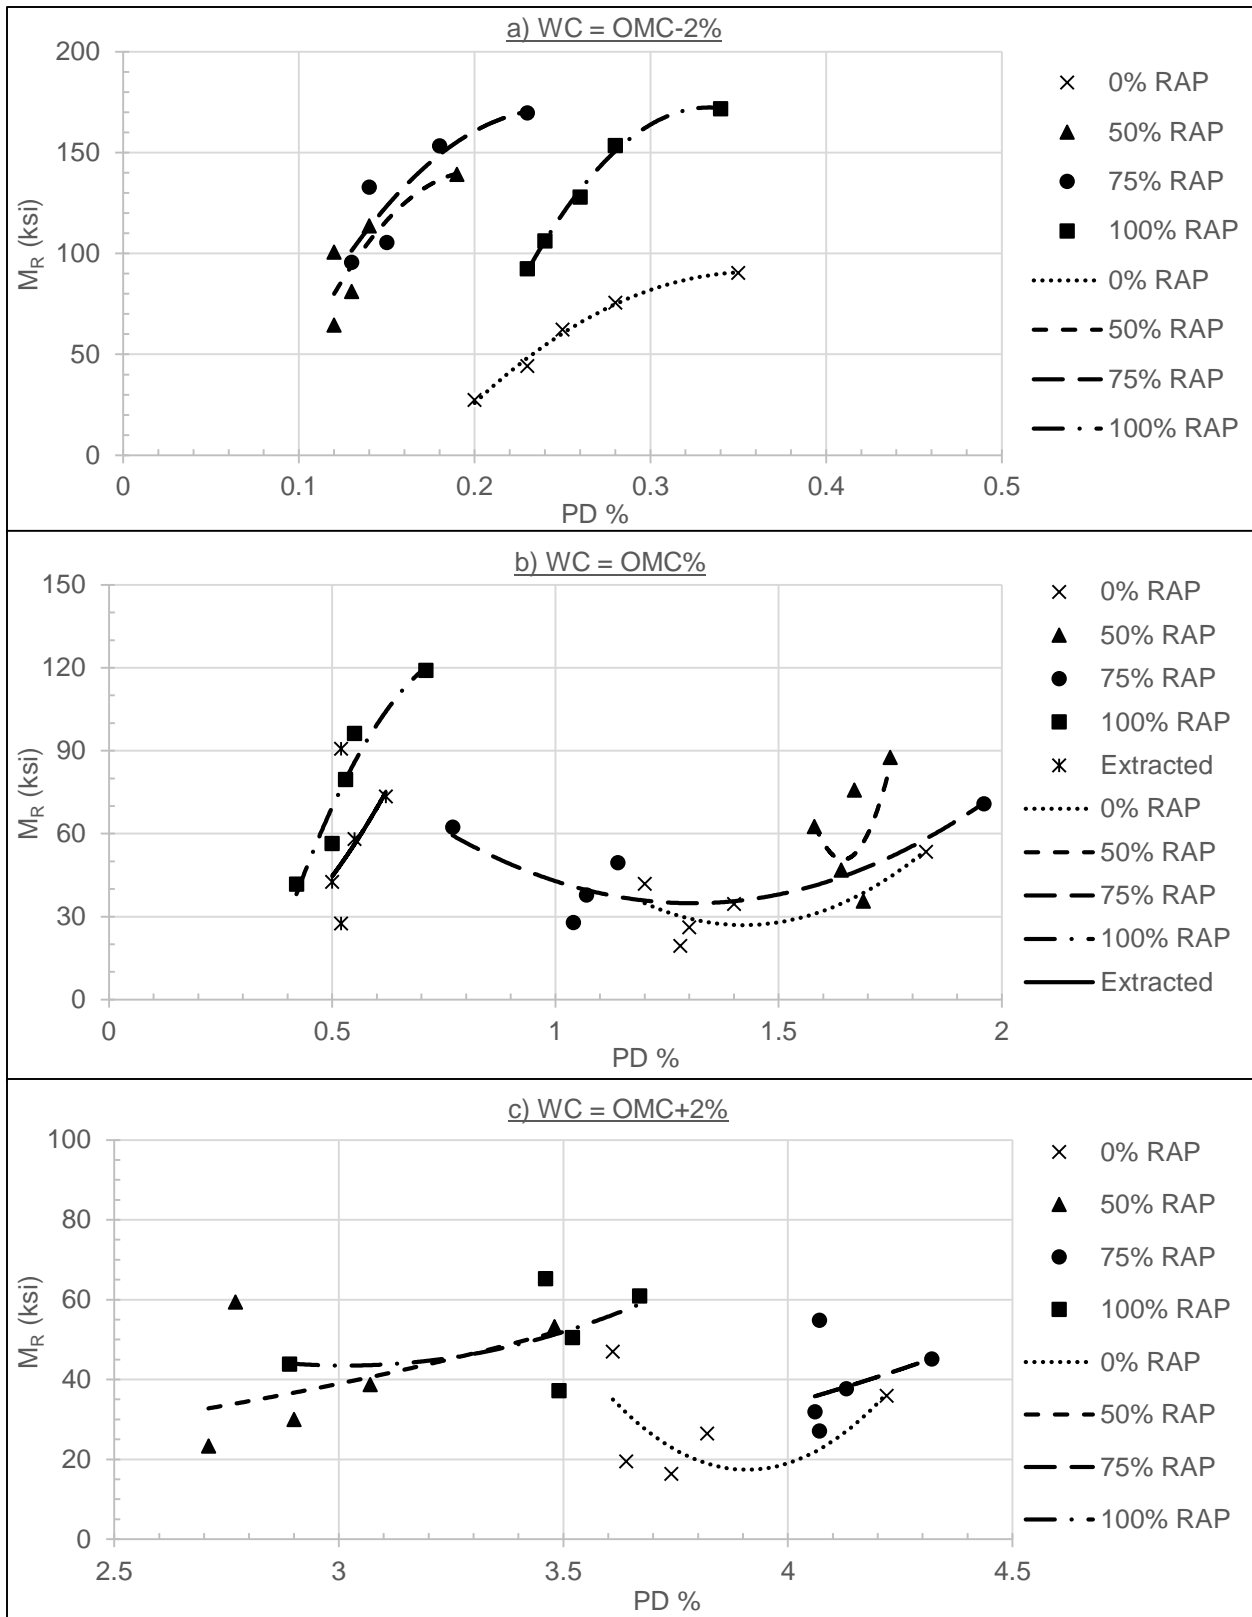 a) WC = OMC-2%
200
150
100
50
0
M_R (ksi)
0 0.1 0.2 0.3 0.4 0.5
PD %
0% RAP
50% RAP
75% RAP
100% RAP
0% RAP
50% RAP
75% RAP
100% RAP
b) WC = OMC%
150
120
90
60
30
0
M_R (ksi)
0 0.5 1 1.5 2
PD %
0% RAP
50% RAP
75% RAP
100% RAP
Extracted
0% RAP
50% RAP
75% RAP
100% RAP
Extracted
c) WC = OMC+2%
100
80
60
40
20
0
M_R (ksi)
2.5 3 3.5 4 4.5
PD %
0% RAP
50% RAP
75% RAP
100% RAP
0% RAP
50% RAP
75% RAP
100% RAP